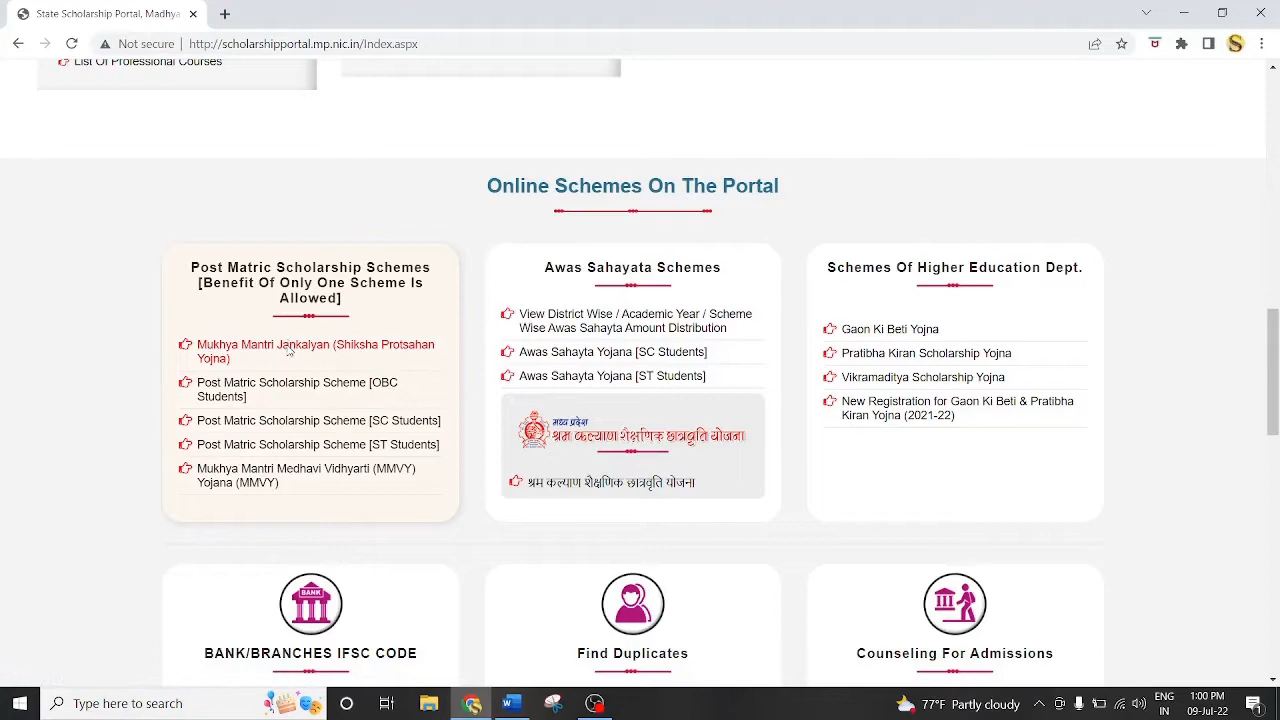 State Scholarship Portal, Madhya
Not secure
http://scholarshipportal.mp.nic.in/Index.aspx
List Of Professional Courses
Online Schemes On The Portal
Post Matric Scholarship Schemes
[Benefit Of Only One Scheme Is
Allowed]
Mukhya Mantri Jankalyan (Shiksha Protsahan
Yojna)
Post Matric Scholarship Scheme [OBC
Students]
Post Matric Scholarship Scheme [SC Students]
Post Matric Scholarship Scheme [ST Students]
Mukhya Mantri Medhavi Vidhyarti (MMVY)
Yojana (MMVY)
Awas Sahayata Schemes
View District Wise / Academic Year / Scheme
Wise Awas Sahayta Amount Distribution
Awas Sahayta Yojana [SC Students]
Awas Sahayta Yojana [ST Students]
मध्य प्रदेश
श्रम कल्याण शैक्षणिक छात्रवृति योजना
श्रम कल्याण शैक्षणिक छात्रवृति योजना
Schemes Of Higher Education Dept.
Gaon Ki Beti Yojna
Pratibha Kiran Scholarship Yojna
Vikramaditya Scholarship Yojna
New Registration for Gaon Ki Beti & Pratibha
Kiran Yojna (2021-22)
BANK
BANK/BRANCHES IFSC CODE
Find Duplicates
Counseling For Admissions
Type here to search
77°F Partly cloudy
ENG
IN
1:00 PM
09-Jul-22